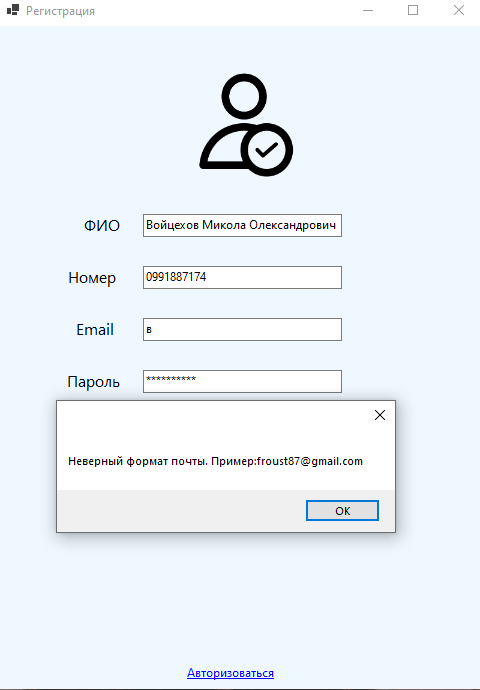 Регистрация
ФИО Войцехов Микола Олександрович
Номер 0991887174
Email в
Пароль **********
Неверный формат почты. Пример:froust87@gmail.com
OK
Авторизоваться